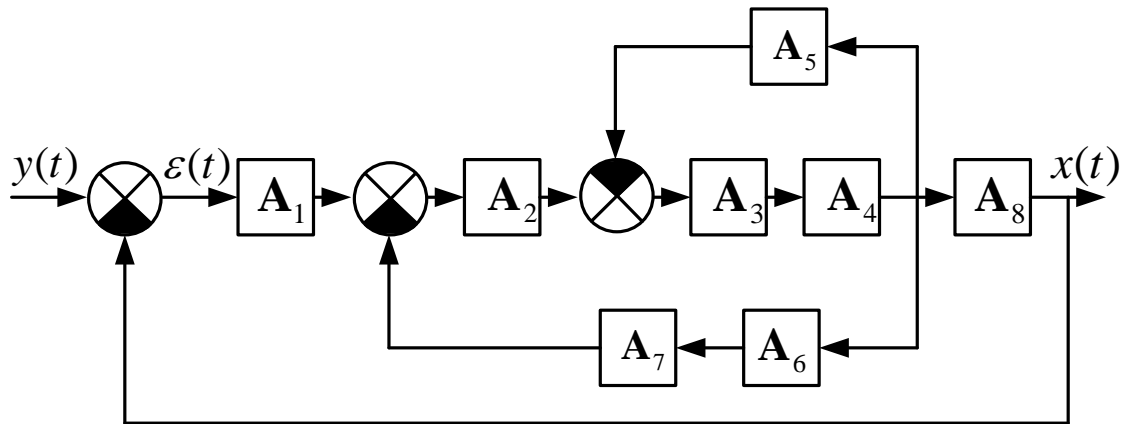 A₅
y(t)
ε(t)
A₁
A₂
A₃
A₄
A₈
x(t)
A₇
A₆